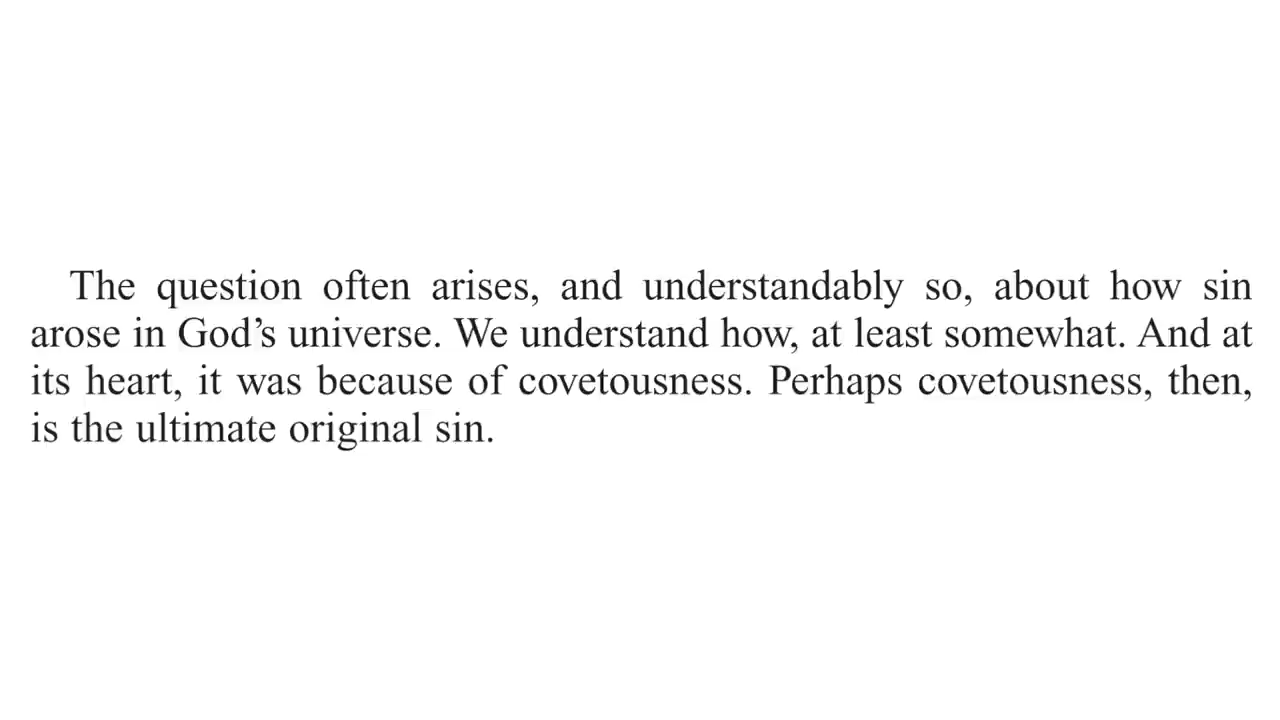 The question often arises, and understandably so, about how sin
arose in God’s universe. We understand how, at least somewhat. And at
its heart, it was because of covetousness. Perhaps covetousness, then,
is the ultimate original sin.